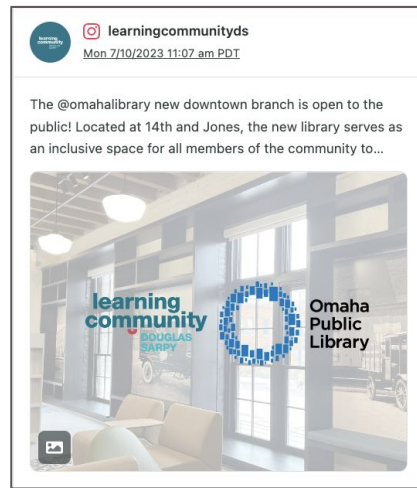 learningcommunityds
Mon 7/10/2023 11:07 am PDT
The @omahalibrary new downtown branch is open to the
public! Located at 14th and Jones, the new library serves as
an inclusive space for all members of the community to...
learning
community
DOUGLAS
SARPY
Omaha
Public
Library